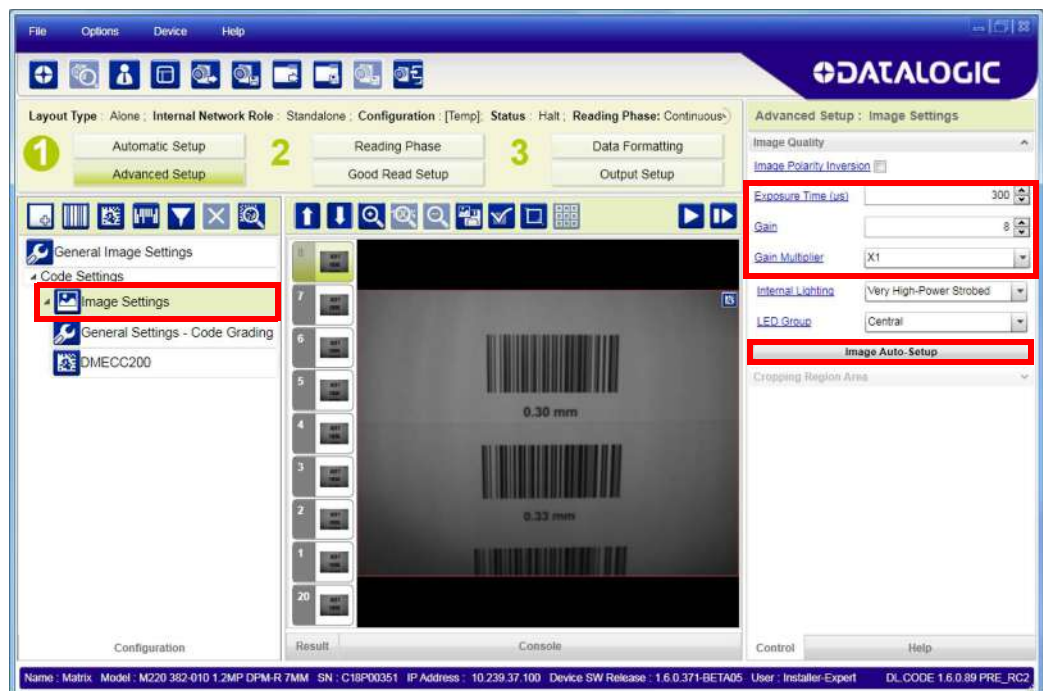 File Options Device Help
DATALOGIC
Layout Type : Alone ; Internal Network Role : Standalone ; Configuration : [Temp]; Status : Halt ; Reading Phase: Continuous
1 Automatic Setup 2 Reading Phase 3 Data Formatting
Advanced Setup Good Read Setup Output Setup
General Image Settings
Code Settings
Image Settings
General Settings - Code Grading
DMECC200
Configuration
8
7
6
5
4
3
2
1
20
0.30 mm
0.33 mm
Result Console
Advanced Setup : Image Settings
Image Quality
Image Polarity Inversion
Exposure Time (us) 300
Gain 8
Gain Multiplier X1
Internal Lighting Very High-Power Strobed
LED Group Central
Image Auto-Setup
Cropping Region Area
Control Help
Name : Matrix Model : M220 382-010 1.2MP DPM-R 7MM SN : C18P00351 IP Address : 10.239.37.100 Device SW Release : 1.6.0.371-BETA05 User : Installer-Expert DL.CODE 1.6.0.89 PRE_RC2